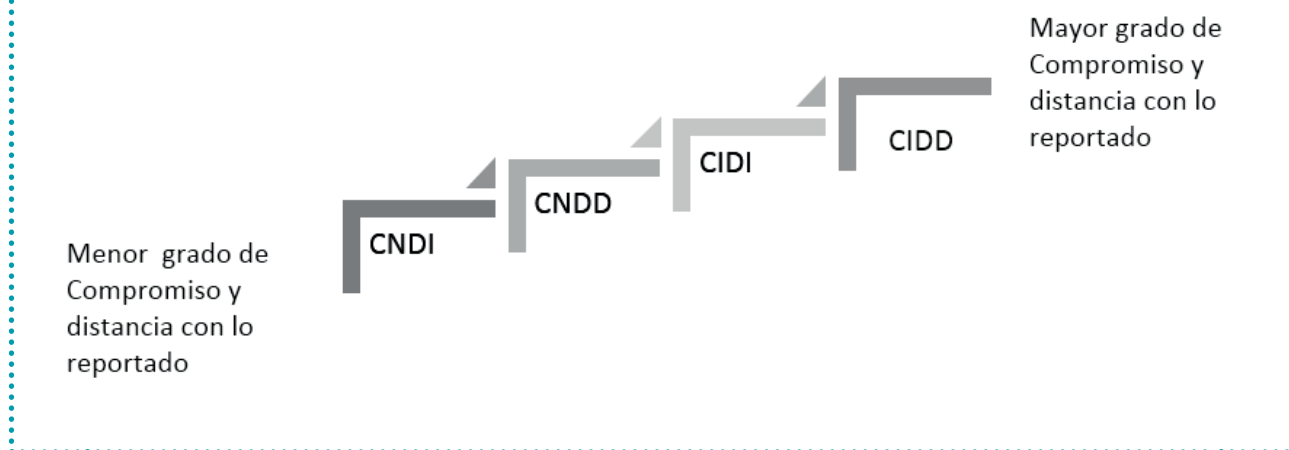 Mayor grado de
Compromiso y
distancia con lo
reportado
CIDD
CIDI
CNDD
CNDI
Menor grado de
Compromiso y
distancia con lo
reportado